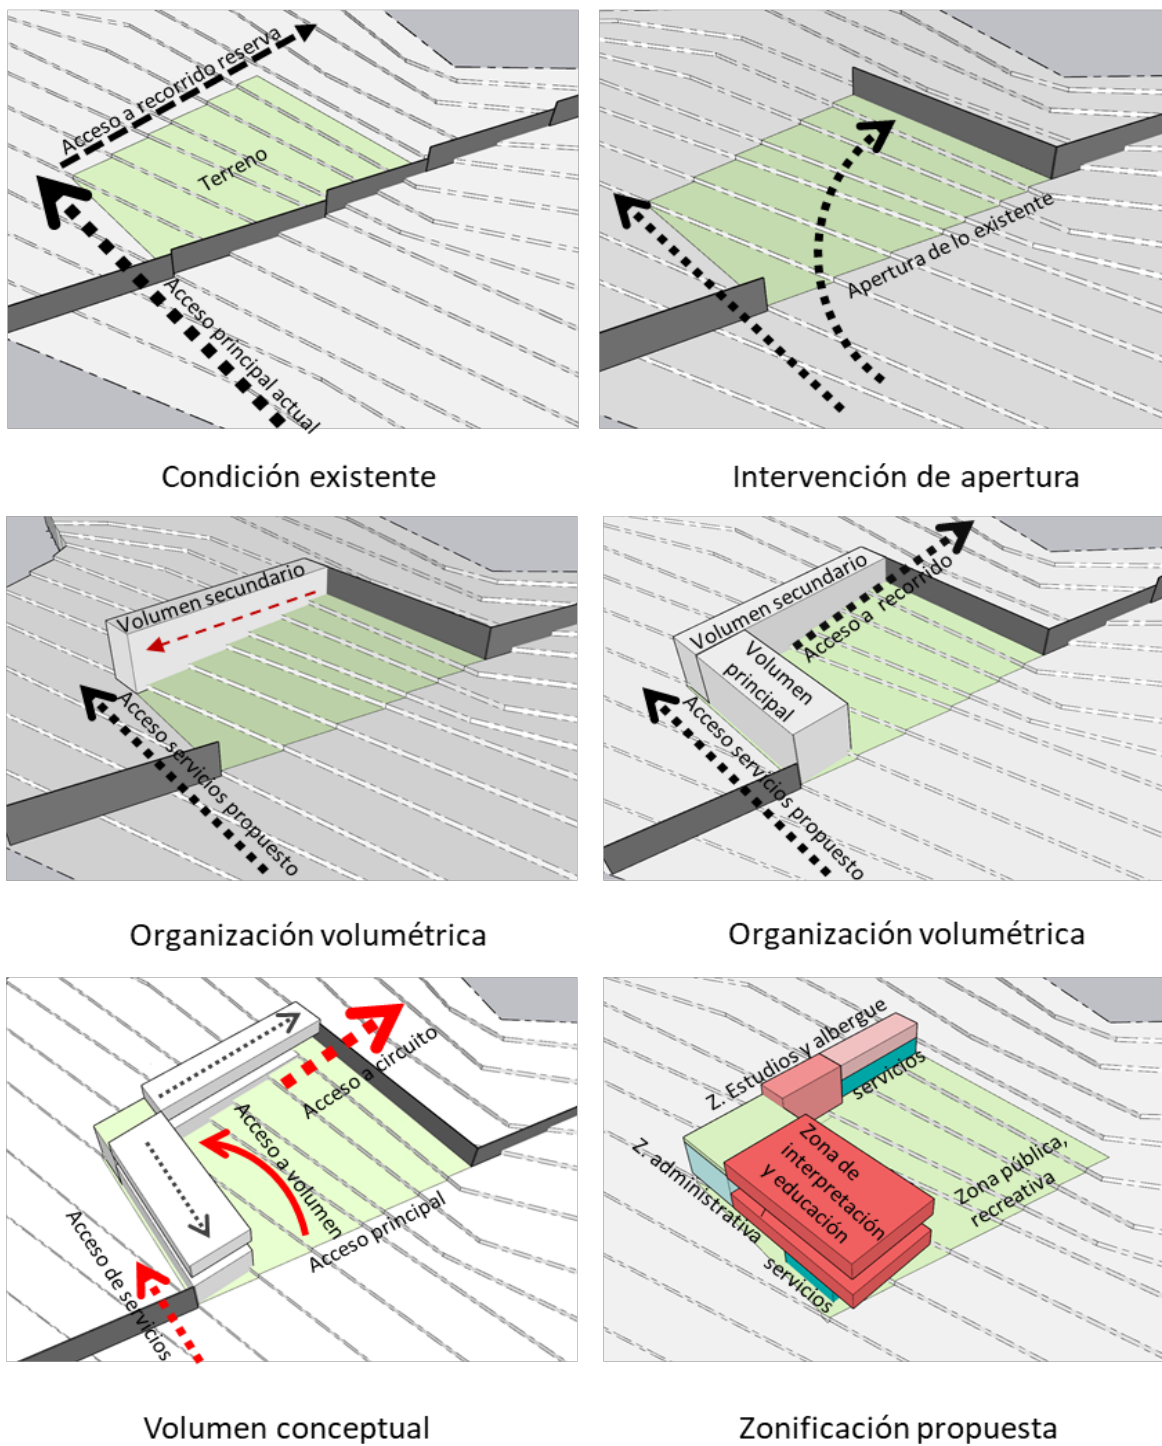 Acceso a recorrido reserva
Terreno
Acceso principal actual
Condición existente
Apertura de lo existente
Intervención de apertura
Volumen secundario
Acceso servicios propuesto
Organización volumétrica
Volumen secundario
Acceso a recorrido
Volumen
principal
Acceso servicios propuesto
Organización volumétrica
Acceso a circuito
Acceso a volumen
Acceso principal
Acceso de servicios
Volumen conceptual
Z. Estudios y albergue
servicios
Zona de
interpretación
y educación
Z. administrativa
servicios
Zona pública,
recreativa
Zonificación propuesta